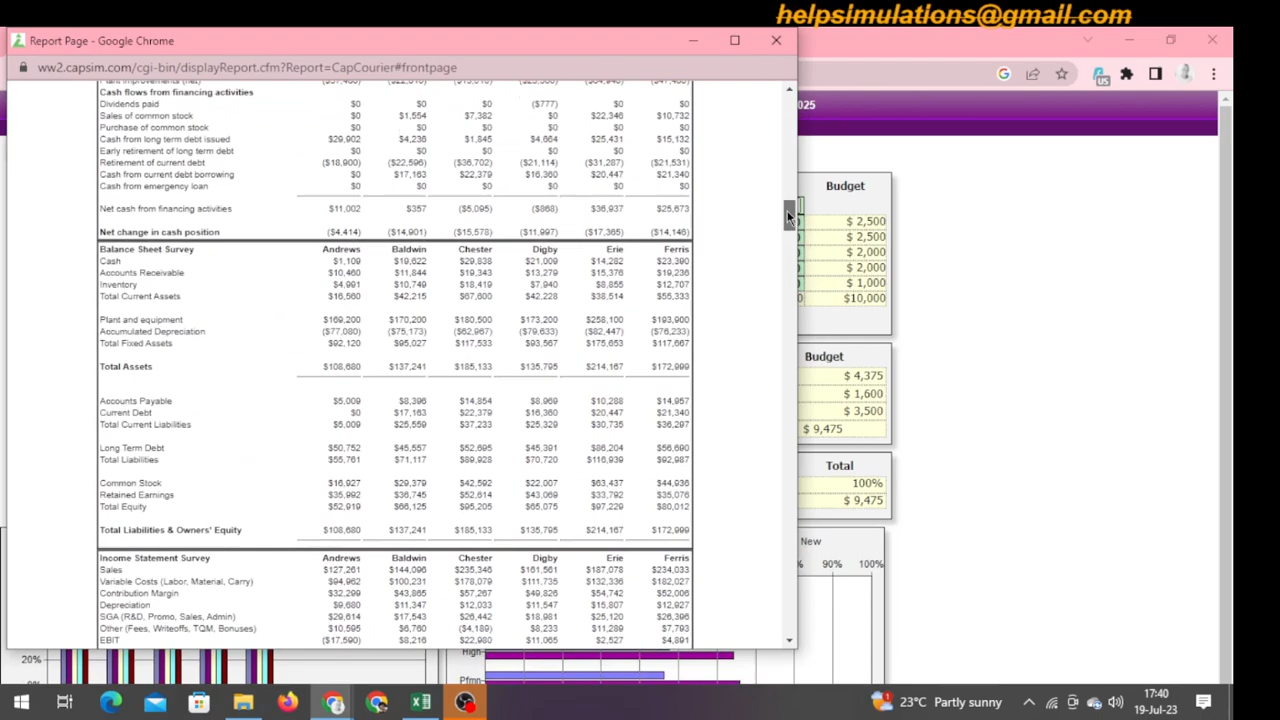 helpsimulations@gmail.com
Report Page - Google Chrome
ww2.capsim.com/cgi-bin/displayReport.cfm?Report=CapCourier#frontpage
025
Cash flows from financing activities
Dividends paid $0 $0 $0 ($777) $0 $0
Sales of common stock $0 $1,554 $7,382 $0 $22,346 $10,732
Purchase of common stock $0 $0 $0 $0 $0 $0
Cash from long term debt issued $29,902 $4,236 $1,845 $4,664 $25,431 $15,132
Early retirement of long term debt $0 $0 $0 $0 $0 $0
Retirement of current debt ($18,900) ($22,596) ($36,702) ($21,114) ($31,287) ($21,531)
Cash from current debt borrowing $0 $17,163 $22,379 $16,360 $20,447 $21,340
Cash from emergency loan $0 $0 $0 $0 $0 $0
Net cash from financing activities $11,002 $357 ($5,095) ($868) $36,937 $25,673
Net change in cash position ($4,414) ($14,901) ($15,578) ($11,997) ($17,365) ($14,146)
Balance Sheet Survey Andrews Baldwin Chester Digby Erie Ferris
Cash $1,109 $19,622 $29,838 $21,009 $14,282 $23,390
Accounts Receivable $10,460 $11,844 $19,343 $13,279 $15,376 $19,236
Inventory $4,991 $10,749 $18,419 $7,940 $8,855 $12,707
Total Current Assets $16,560 $42,215 $67,600 $42,228 $38,514 $55,333
Plant and equipment $169,200 $170,200 $180,500 $173,200 $258,100 $193,900
Accumulated Depreciation ($77,080) ($75,173) ($62,967) ($79,633) ($82,447) ($76,233)
Total Fixed Assets $92,120 $95,027 $117,533 $93,567 $175,653 $117,667
Total Assets $108,680 $137,241 $185,133 $135,795 $214,167 $172,999
Accounts Payable $5,009 $8,396 $14,854 $8,969 $10,288 $14,957
Current Debt $0 $17,163 $22,379 $16,360 $20,447 $21,340
Total Current Liabilities $5,009 $25,559 $37,233 $25,329 $30,735 $36,297
Long Term Debt $50,752 $45,557 $52,695 $45,391 $86,204 $56,690
Total Liabilities $55,761 $71,117 $89,928 $70,720 $116,939 $92,987
Common Stock $16,927 $29,379 $42,592 $22,007 $63,437 $44,936
Retained Earnings $35,992 $36,745 $52,614 $43,069 $33,792 $35,076
Total Equity $52,919 $66,125 $95,205 $65,075 $97,229 $80,012
Total Liabilities & Owners' Equity $108,680 $137,241 $185,133 $135,795 $214,167 $172,999
Income Statement Survey Andrews Baldwin Chester Digby Erie Ferris
Sales $127,261 $144,096 $235,346 $161,561 $187,078 $234,033
Variable Costs (Labor, Material, Carry) $94,962 $100,231 $178,079 $111,735 $132,336 $182,027
Contribution Margin $32,299 $43,865 $57,267 $49,826 $54,742 $52,006
Depreciation $9,680 $11,347 $12,033 $11,547 $15,807 $12,927
SGA (R&D, Promo, Sales, Admin) $29,614 $17,543 $26,442 $18,981 $25,120 $26,396
Other (Fees, Writeoffs, TQM, Bonuses) $10,595 $6,760 ($4,189) $8,233 $11,289 $7,793
EBIT ($17,590) $8,216 $22,980 $11,065 $2,527 $4,891
Budget
$ 2,500
$ 2,500
$ 2,000
$ 2,000
$ 1,000
0 $10,000
Budget
$ 4,375
$ 1,600
$ 3,500
$ 9,475
Total
100%
$ 9,475
New
% 90% 100%
20%
High
Pfmn
US
1
23°C Partly sunny
17:40
19-Jul-23